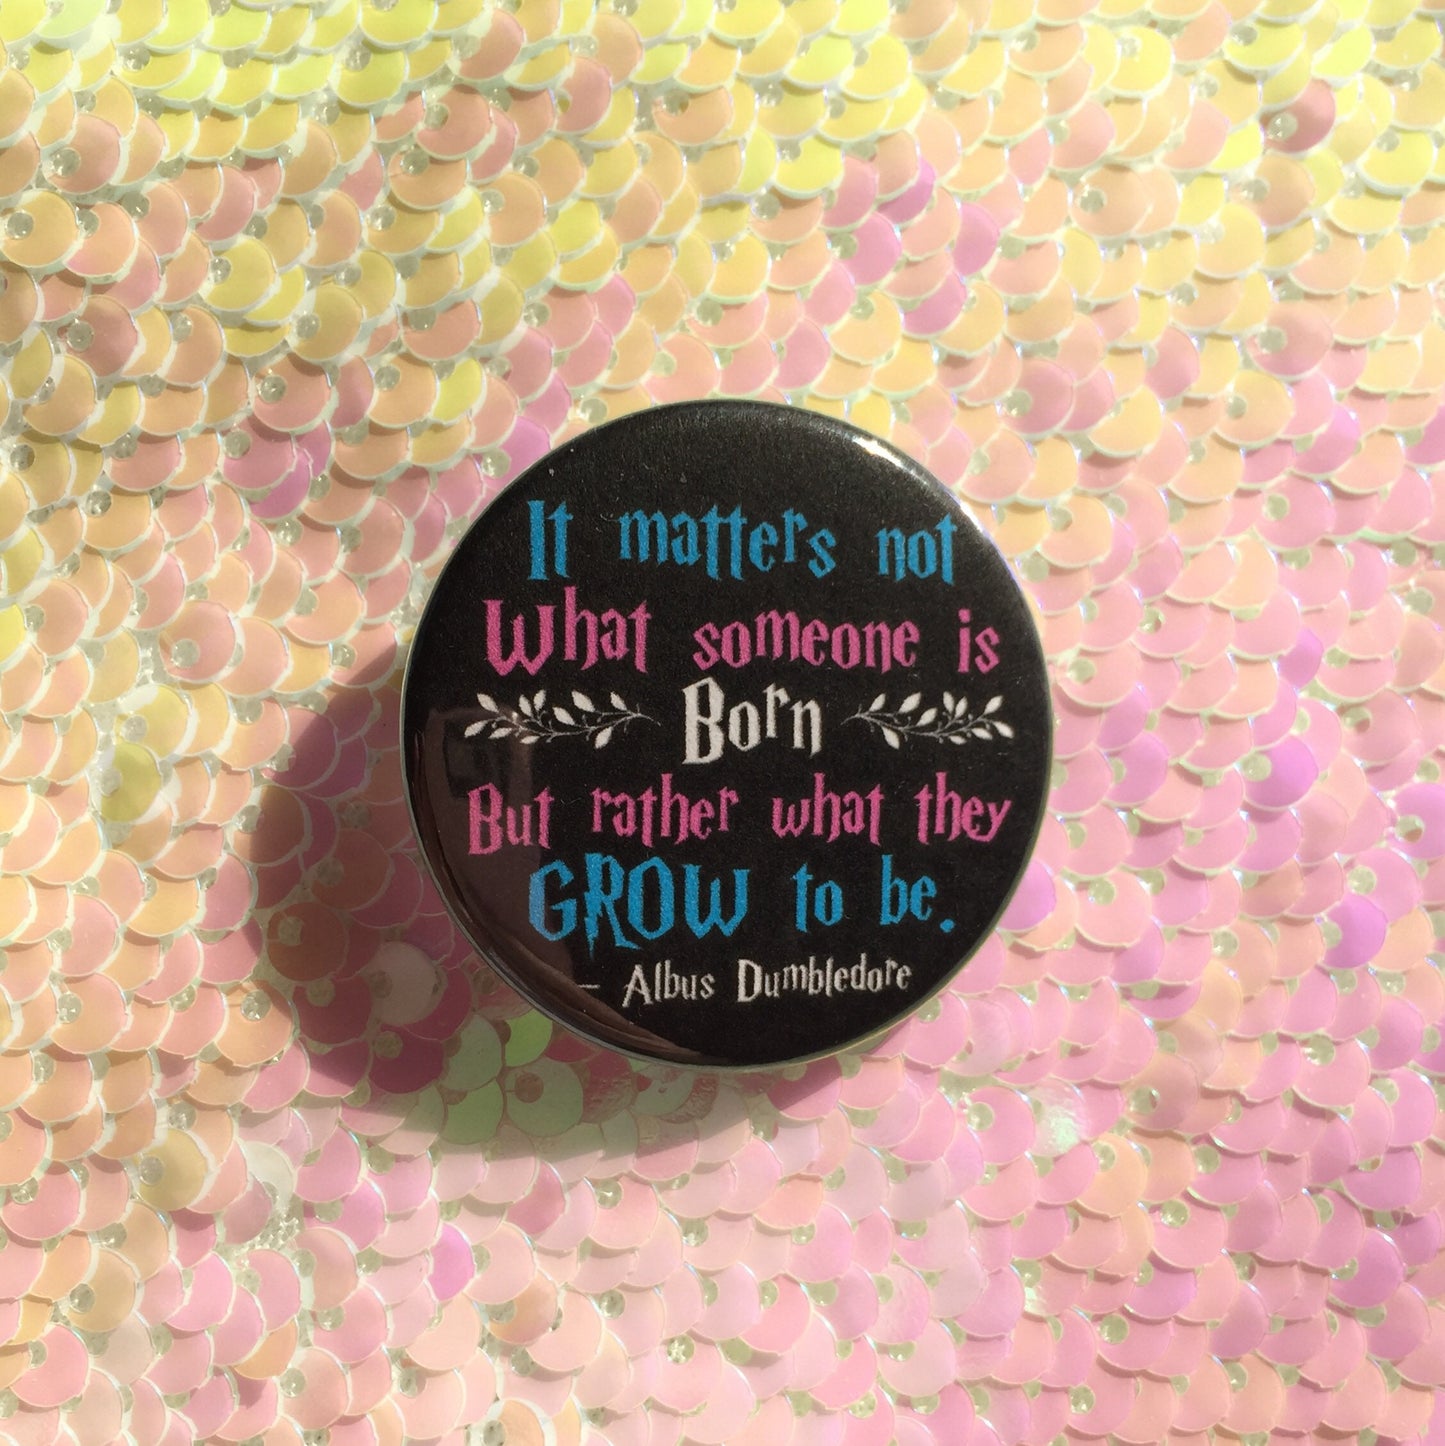 It matters not
What someone is
Born
But rather what they
GROW to be.
– Albus Dumbledore